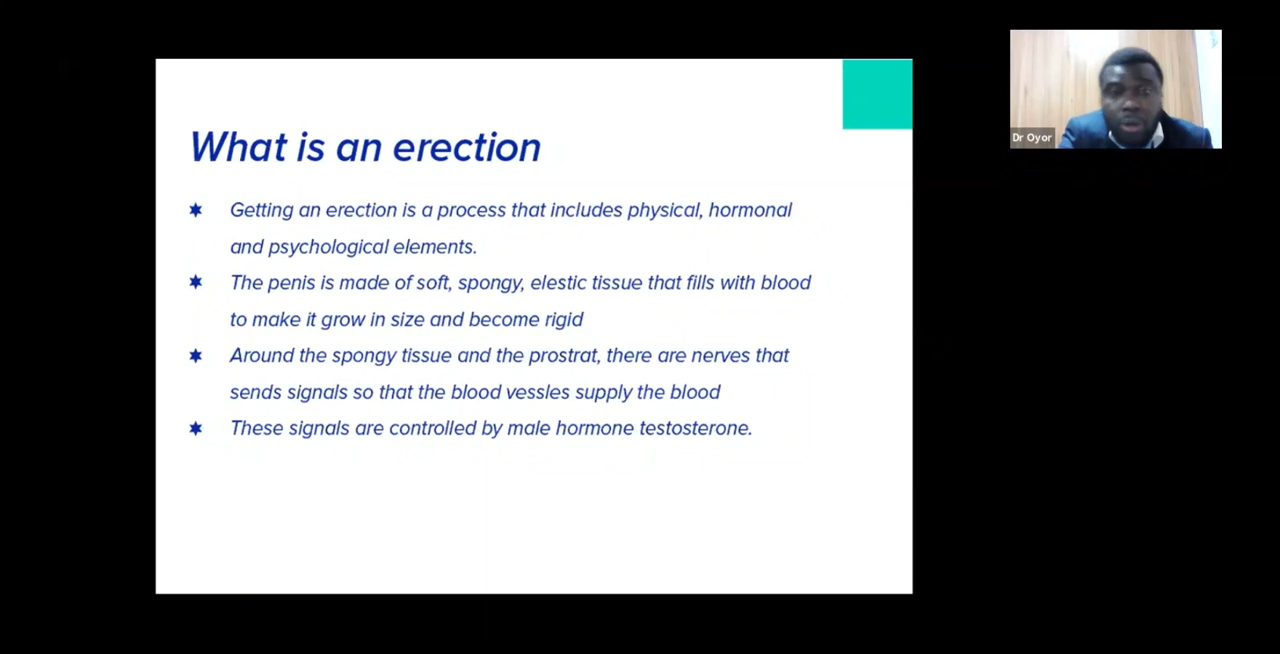 What is an erection
Getting an erection is a process that includes physical, hormonal
and psychological elements.
The penis is made of soft, spongy, elestic tissue that fills with blood
to make it grow in size and become rigid
Around the spongy tissue and the prostrat, there are nerves that
sends signals so that the blood vessles supply the blood
These signals are controlled by male hormone testosterone.
Dr Oyor